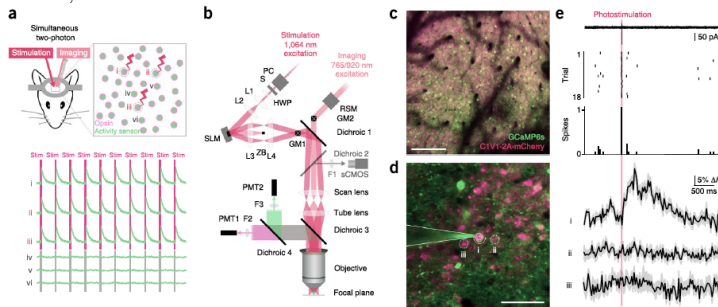 a
Simultaneous
two-photon
Stimulation
Imaging
i
ii
iv
iii
v
vi
Opsin
Activity sensor
Stim Stim Stim Stim Stim Stim Stim Stim Stim Stim
i
ii
iii
iv
v
vi
b
Stimulation
1,064 nm
excitation
Imaging
765/920 nm
excitation
PC
S
L1
L2
HWP
RSM
GM2
SLM
Dichroic 1
ZB
GM1
L3 L4
Dichroic 2
F1 sCMOS
PMT2
Scan lens
F3
Tube lens
PMT1 F2
Dichroic 3
Dichroic 4
Objective
Focal plane
c
GCaMP6s
C1V1-2A-mCherry
d
i
ii
iii
e
Photostimulation
50 pA
1
Trial
18
1
Spikes
0
5% Δ
500 ms
i
ii
iii